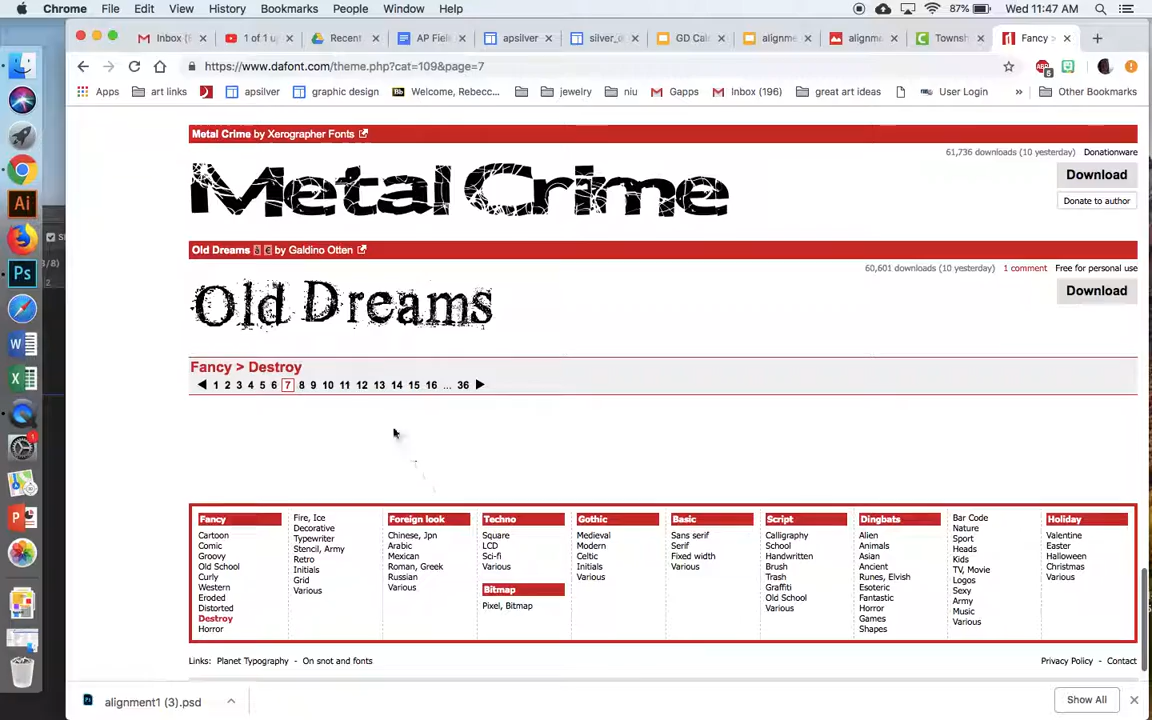 Chrome File Edit View History Bookmarks People Window Help 87% Wed 11:47 AM
Inbox ( × 1 of 1 u × Recent × AP Fiel × apsilver × silver_d × GD Cal × alignme × alignm × Townsh × Fancy > ×
https://www.dafont.com/theme.php?cat=109&page=7
Apps art links apsilver graphic design Welcome, Rebecc... jewelry niu Gapps Inbox (196) great art ideas User Login » Other Bookmarks
Metal Crime by Xerographer Fonts
61,736 downloads (10 yesterday) Donationware
Metal Crime
Download
Donate to author
Old Dreams à € by Galdino Otten
60,601 downloads (10 yesterday) 1 comment Free for personal use
Old Dreams
Download
Fancy > Destroy
1 2 3 4 5 6 7 8 9 10 11 12 13 14 15 16 ... 36
Fancy
Cartoon
Comic
Groovy
Old School
Curly
Western
Eroded
Distorted
Destroy
Horror
Fire, Ice
Decorative
Typewriter
Stencil, Army
Retro
Initials
Grid
Various
Foreign look
Chinese, Jpn
Arabic
Mexican
Roman, Greek
Russian
Various
Techno
Square
LCD
Sci-fi
Various
Bitmap
Pixel, Bitmap
Gothic
Medieval
Modern
Celtic
Initials
Various
Basic
Sans serif
Serif
Fixed width
Various
Script
Calligraphy
School
Handwritten
Brush
Trash
Graffiti
Old School
Various
Dingbats
Alien
Animals
Asian
Ancient
Runes, Elvish
Esoteric
Fantastic
Horror
Games
Shapes
Bar Code
Nature
Sport
Heads
Kids
TV, Movie
Logos
Sexy
Army
Music
Various
Holiday
Valentine
Easter
Halloween
Christmas
Various
Links: Planet Typography - On snot and fonts
Privacy Policy - Contact
alignment1 (3).psd
Show All